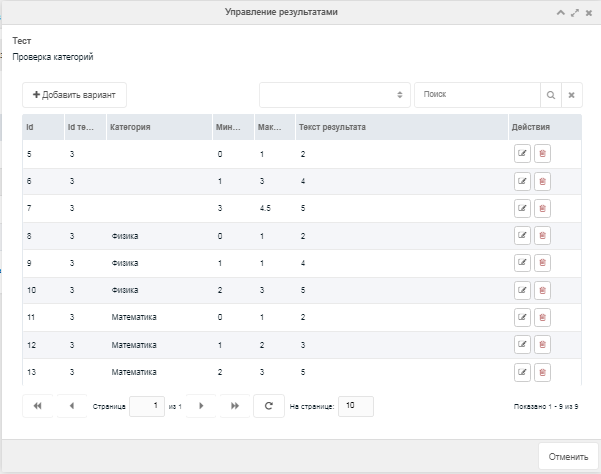 Управление результатами
Тест
Проверка категорий
Добавить вариант
Поиск
Id Id те... Категория Мин... Мак... Текст результата Действия
5 3 0 1 2
6 3 1 3 4
7 3 3 4.5 5
8 3 Физика 0 1 2
9 3 Физика 1 1 4
10 3 Физика 2 3 5
11 3 Математика 0 1 2
12 3 Математика 1 2 3
13 3 Математика 2 3 5
Страница 1 из 1 На странице: 10 Показано 1 - 9 из 9
Отменить